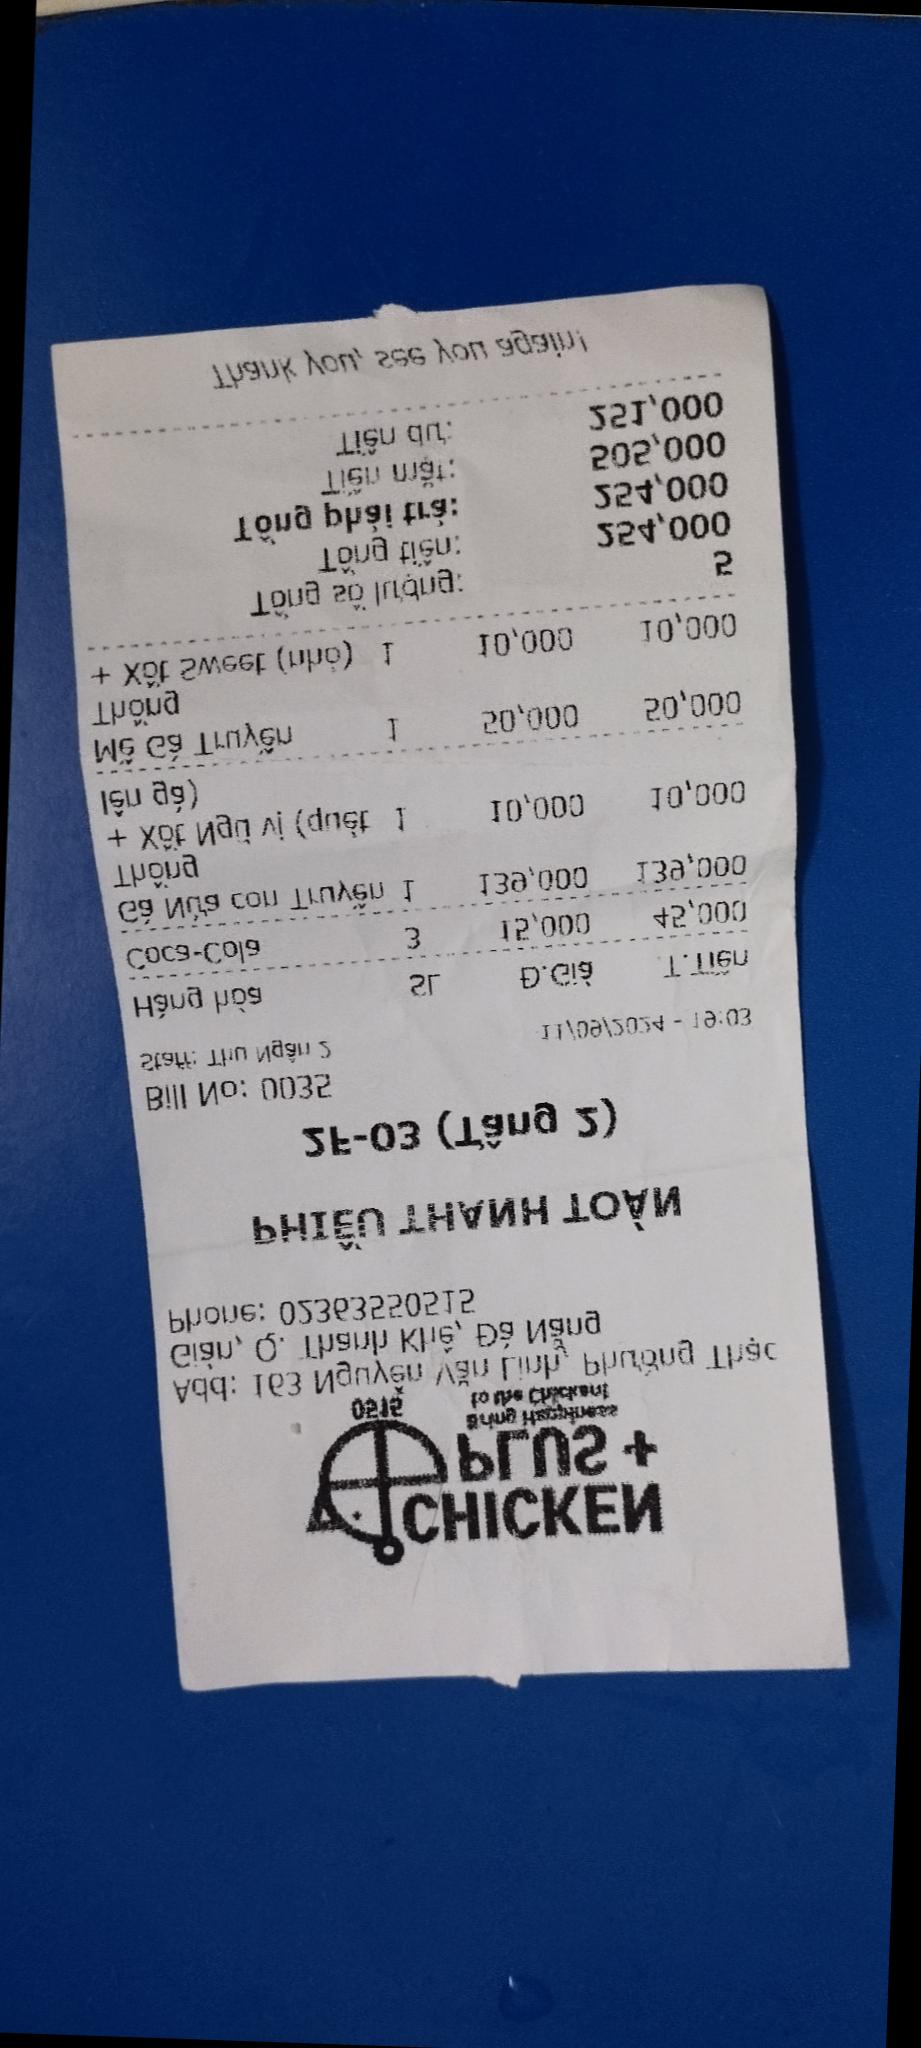 CHICKEN
PLUS +
Bring Happiness
to the Chicken!
0515
Add: 163 Nguyễn Văn Linh, Phường Thạc
Gián, Q. Thanh Khê, Đà Nẵng
Phone: 02363550515
PHIẾU THANH TOÁN
2F-03 (Tầng 2)
Bill No: 0035
Staff: Thu Ngân 2 11/09/2024 - 19:03
Hàng hóa SL Đ.Giá T.Tiền
Coca-Cola 3 15,000 45,000
Gà Nửa con Truyền 1 139,000 139,000
Thống
+ Xốt Ngũ vị (quét 1 10,000 10,000
lên gà)
Mề Gà Truyền 1 50,000 50,000
Thống
+ Xốt Sweet (nhỏ) 1 10,000 10,000
Tổng số lượng: 5
Tổng tiền: 254,000
Tổng phải trả: 254,000
Tiền mặt: 505,000
Tiền dư: 251,000
Thank you, see you again!